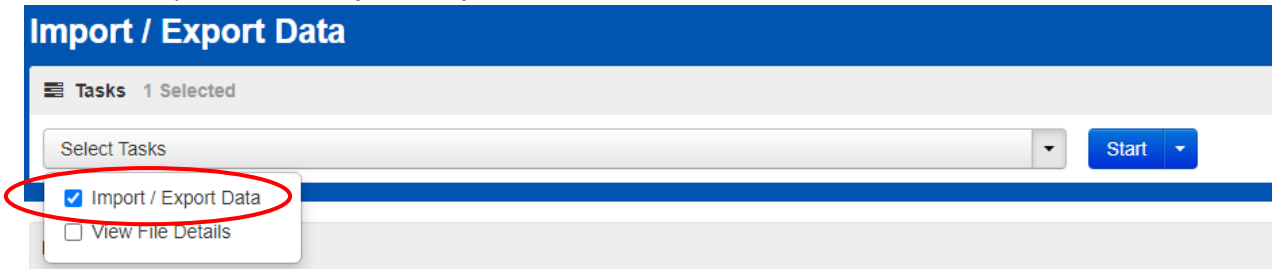 Import / Export Data
Tasks 1 Selected
Select Tasks
Start
Import / Export Data
View File Details